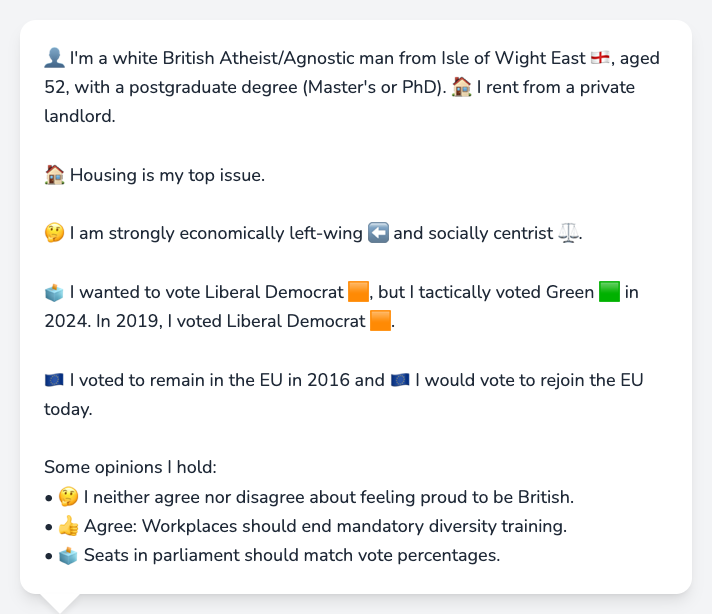 👤 I'm a white British Atheist/Agnostic man from Isle of Wight East 🏴󠁧󠁢󠁥󠁮󠁧󠁿, aged
52, with a postgraduate degree (Master's or PhD). 🏠 I rent from a private
landlord.
🏠 Housing is my top issue.
🤔 I am strongly economically left-wing ⬅️ and socially centrist ⚖️.
🗳️ I wanted to vote Liberal Democrat 🟧, but I tactically voted Green 🟩 in
2024. In 2019, I voted Liberal Democrat 🟧.
🇪🇺 I voted to remain in the EU in 2016 and 🇪🇺 I would vote to rejoin the EU
today.
Some opinions I hold:
• 🤔 I neither agree nor disagree about feeling proud to be British.
• 👍 Agree: Workplaces should end mandatory diversity training.
• 🗳️ Seats in parliament should match vote percentages.